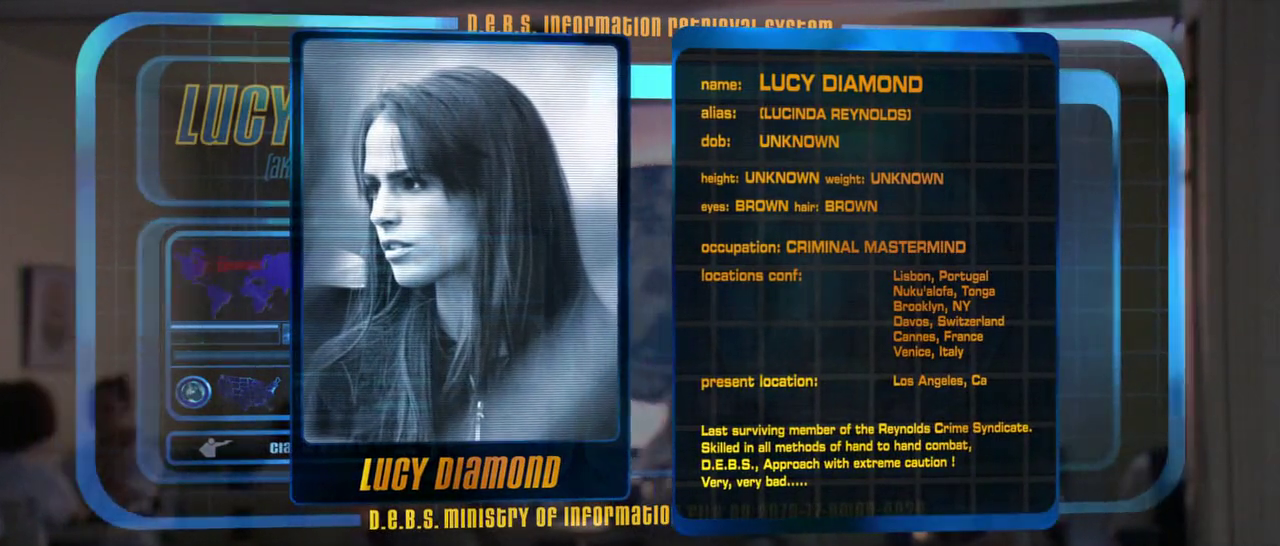 D.E.B.S. Information retrieval system
LUCY
(ak
name: LUCY DIAMOND
alias: (LUCINDA REYNOLDS)
dob: UNKNOWN
height: UNKNOWN weight: UNKNOWN
eyes: BROWN hair: BROWN
occupation: CRIMINAL MASTERMIND
locations conf: Lisbon, Portugal
Nuku'alofa, Tonga
Brooklyn, NY
Davos, Switzerland
Cannes, France
Venice, Italy
present location: Los Angeles, Ca
Last surviving member of the Reynolds Crime Syndicate.
Skilled in all methods of hand to hand combat,
D.E.B.S., Approach with extreme caution !
Very, very bad.....
cla
LUCY DIAMOND
D.E.B.S. MINISTRY OF INFORMATIO